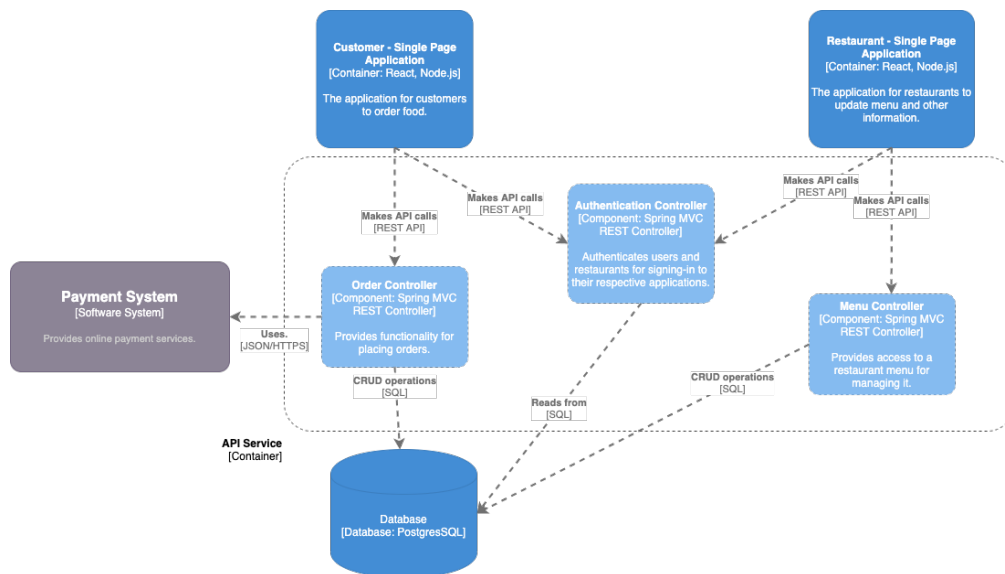 Customer - Single Page
Application
[Container: React, Node.js]
The application for customers
to order food.
Restaurant - Single Page
Application
[Container: React, Node.js]
The application for restaurants to
update menu and other
information.
Makes API calls
[REST API]
Makes API calls
[REST API]
Makes API calls
[REST API]
Makes API calls
[REST API]
Authentication Controller
[Component: Spring MVC
REST Controller]
Authenticates users and
restaurants for signing-in to
their respective applications.
Payment System
[Software System]
Provides online payment services.
Uses.
[JSON/HTTPS]
Order Controller
[Component: Spring MVC
REST Controller]
Provides functionality for
placing orders.
Menu Controller
[Component: Spring MVC
REST Controller]
Provides access to a
restaurant menu for
managing it.
CRUD operations
[SQL]
Reads from
[SQL]
CRUD operations
[SQL]
API Service
[Container]
Database
[Database: PostgresSQL]